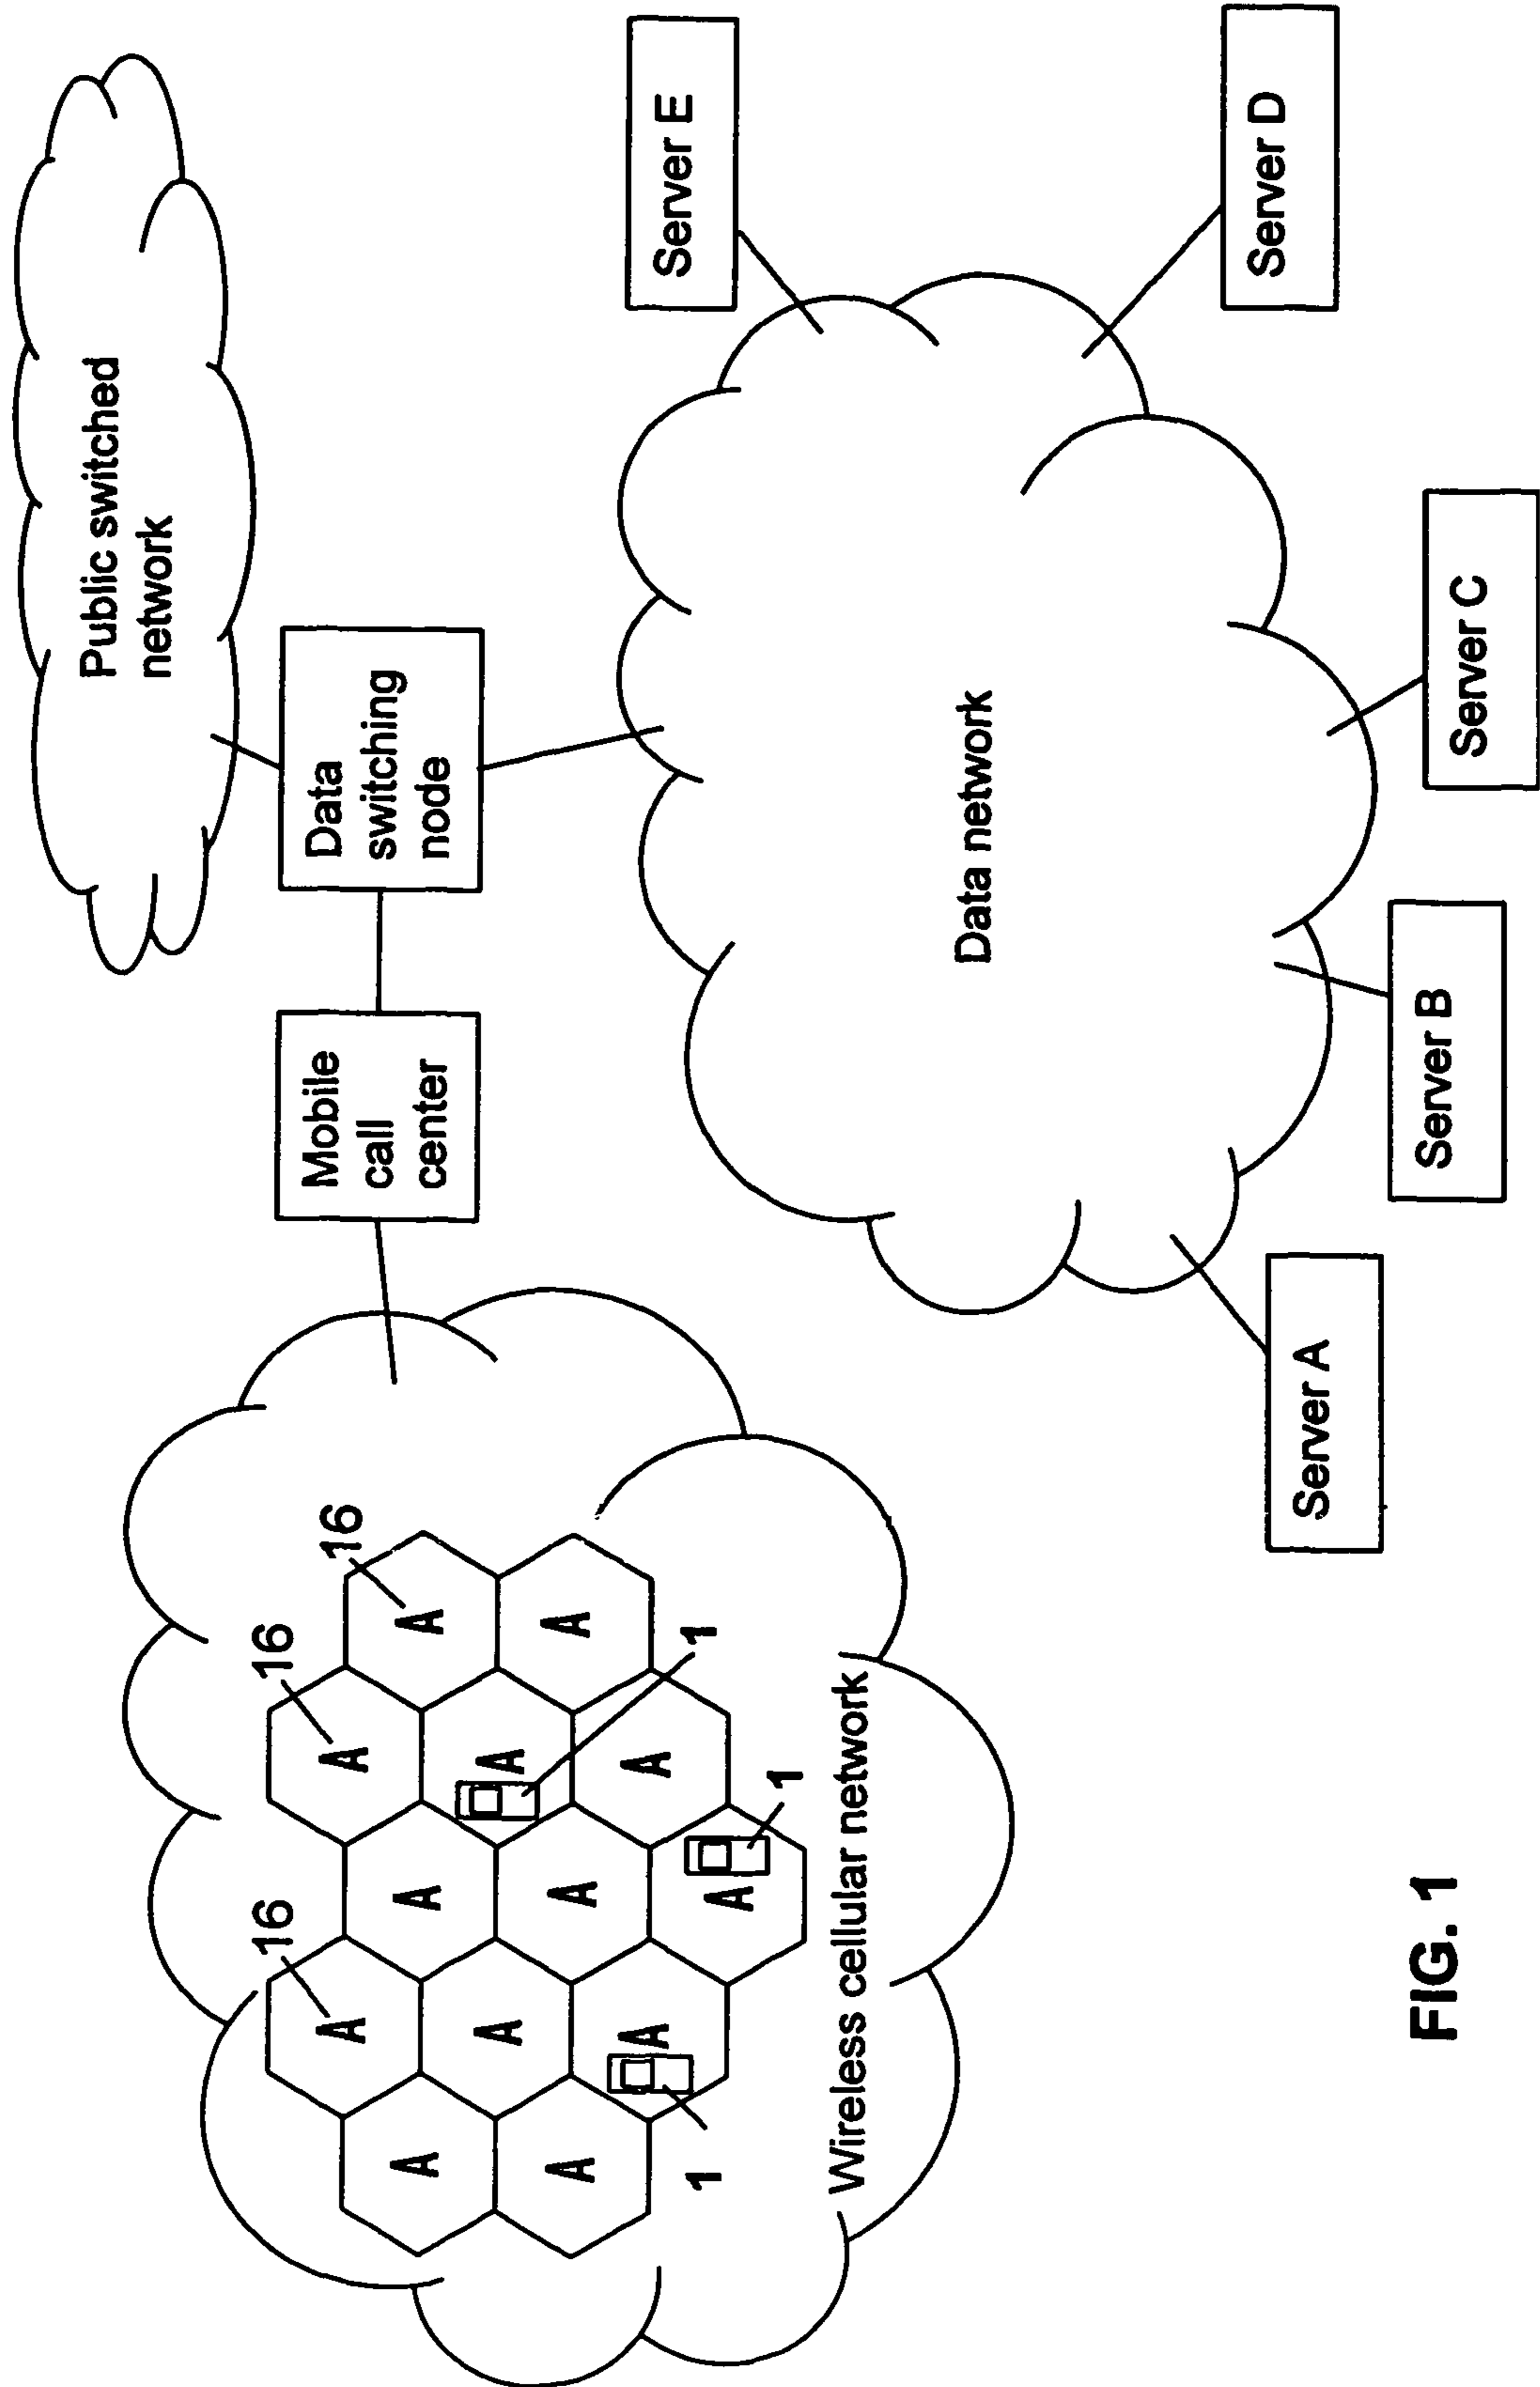 Public switched
network
16
16
16
Mobile
call
center
Data
switching
node
A
A
A
A
A
A
A
A
A
A
A
A
A
1
1
1
Wireless cellular network
Data network
Server E
Server D
Server A
Server B
Server C
FIG. 1